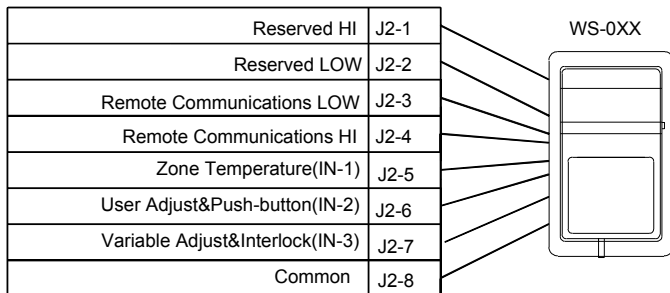 WS-0XX
Reserved HI J2-1
Reserved LOW J2-2
Remote Communications LOW J2-3
Remote Communications HI J2-4
Zone Temperature(IN-1) J2-5
User Adjust&Push-button(IN-2) J2-6
Variable Adjust&Interlock(IN-3) J2-7
Common J2-8